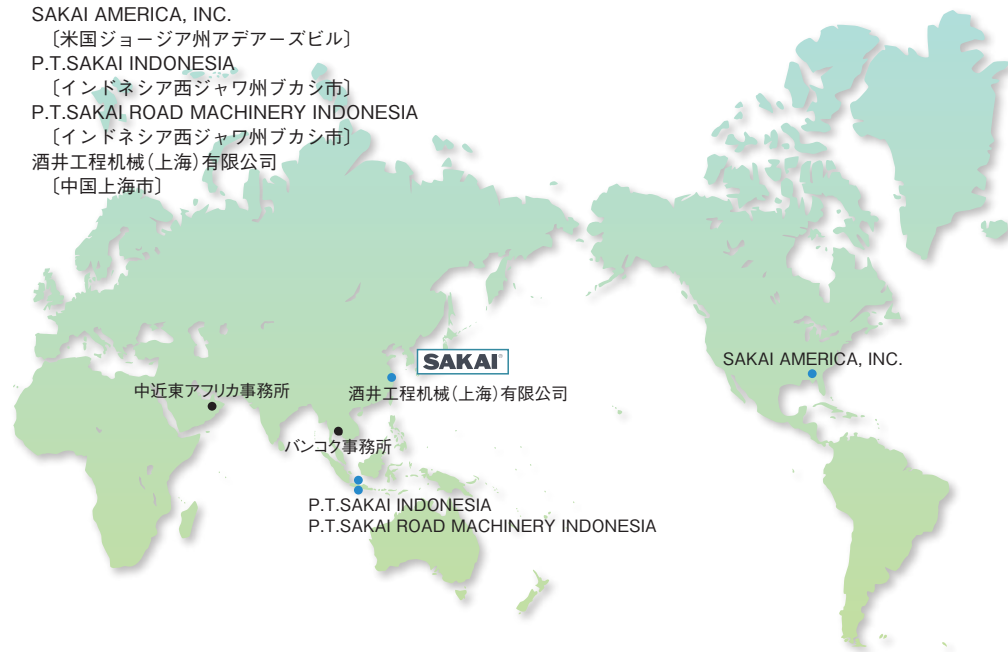 SAKAI AMERICA, INC.
〔米国ジョージア州アデアーズビル〕
P.T.SAKAI INDONESIA
〔インドネシア西ジャワ州ブカシ市〕
P.T.SAKAI ROAD MACHINERY INDONESIA
〔インドネシア西ジャワ州ブカシ市〕
酒井工程机械(上海)有限公司
〔中国上海市〕
SAKAI
SAKAI AMERICA, INC.
中近東アフリカ事務所
酒井工程机械(上海)有限公司
バンコク事務所
P.T.SAKAI INDONESIA
P.T.SAKAI ROAD MACHINERY INDONESIA